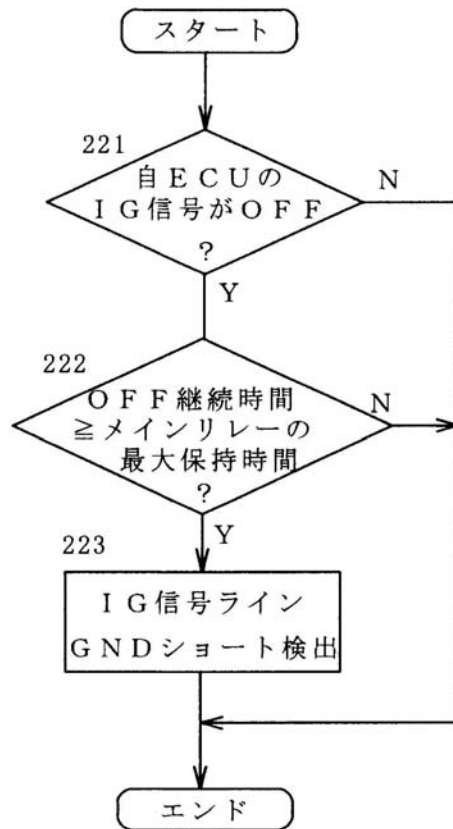 スタート
221
自ECUの
IG信号がOFF
?
N
Y
222
OFF継続時間
≧メインリレーの
最大保持時間
?
N
Y
223
IG信号ライン
GNDショート検出
エンド